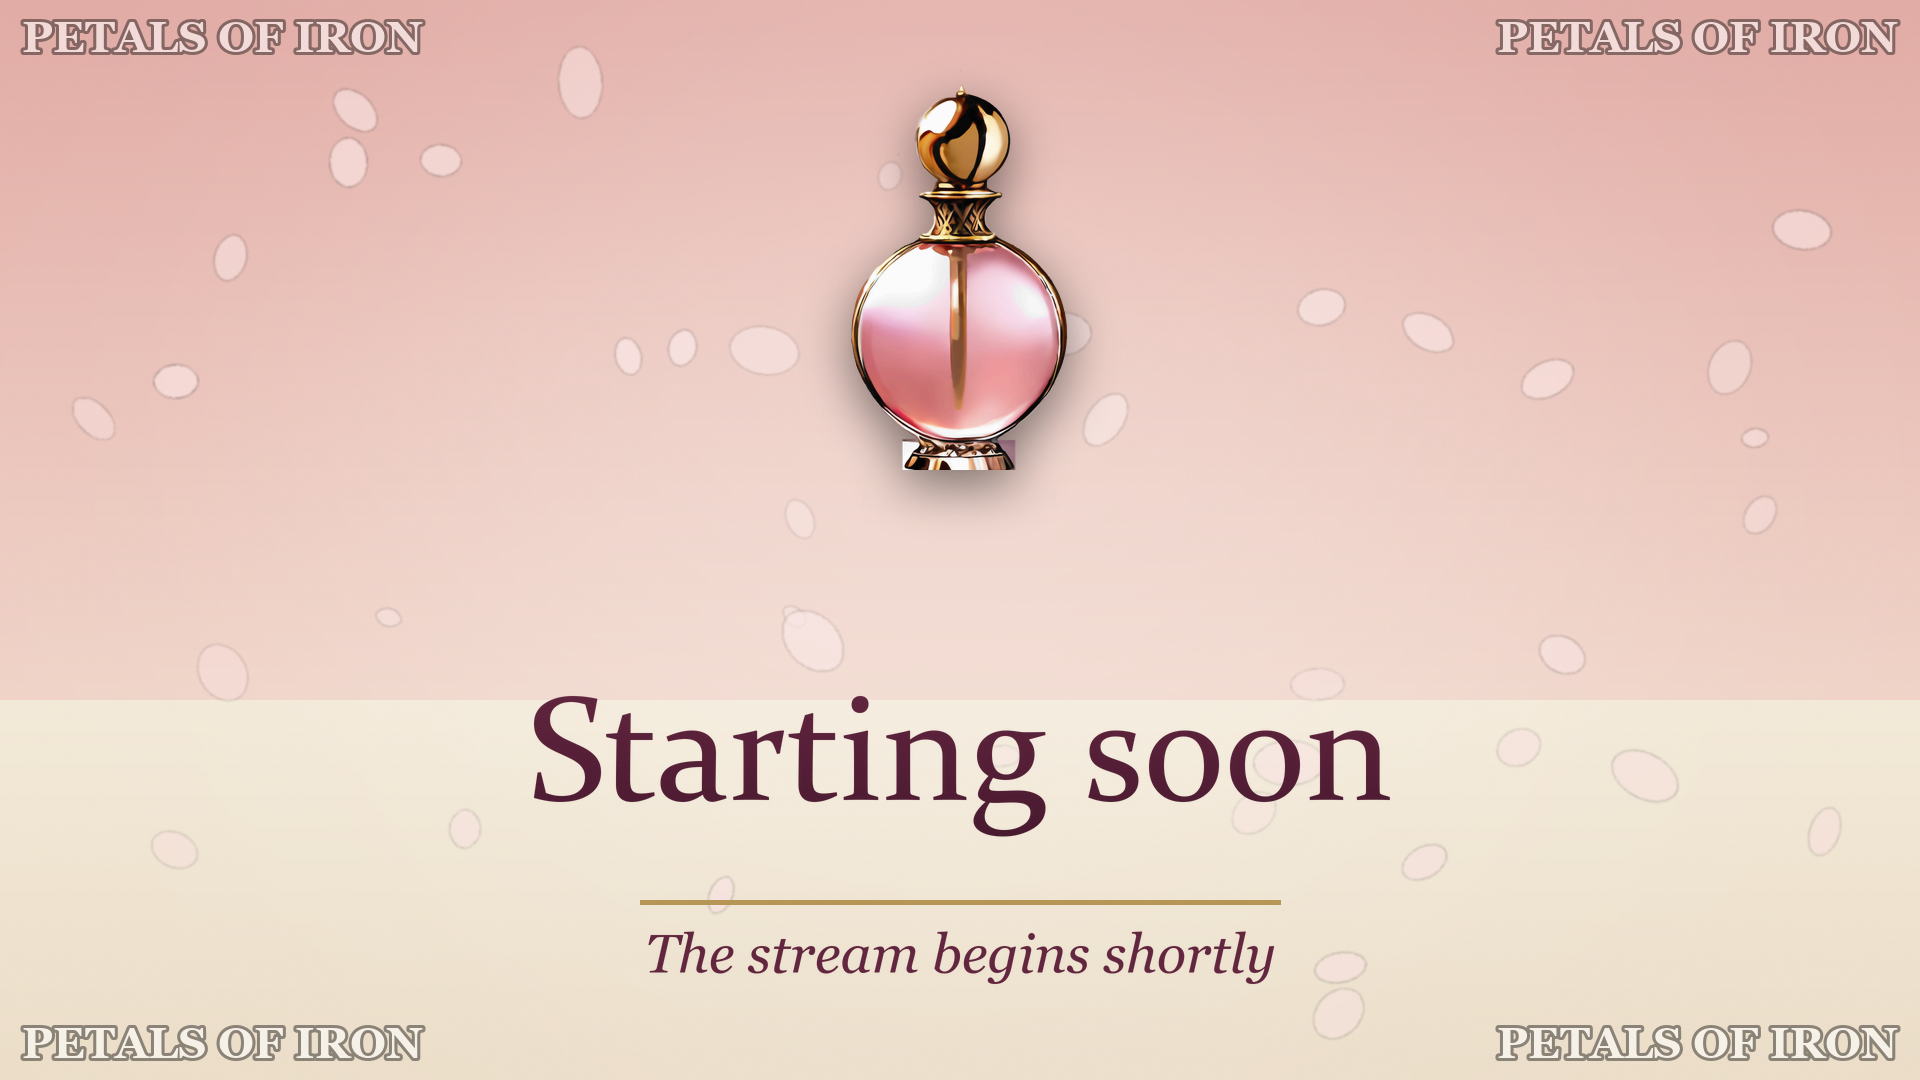 PETALS OF IRON
PETALS OF IRON
Starting soon
The stream begins shortly
PETALS OF IRON
PETALS OF IRON